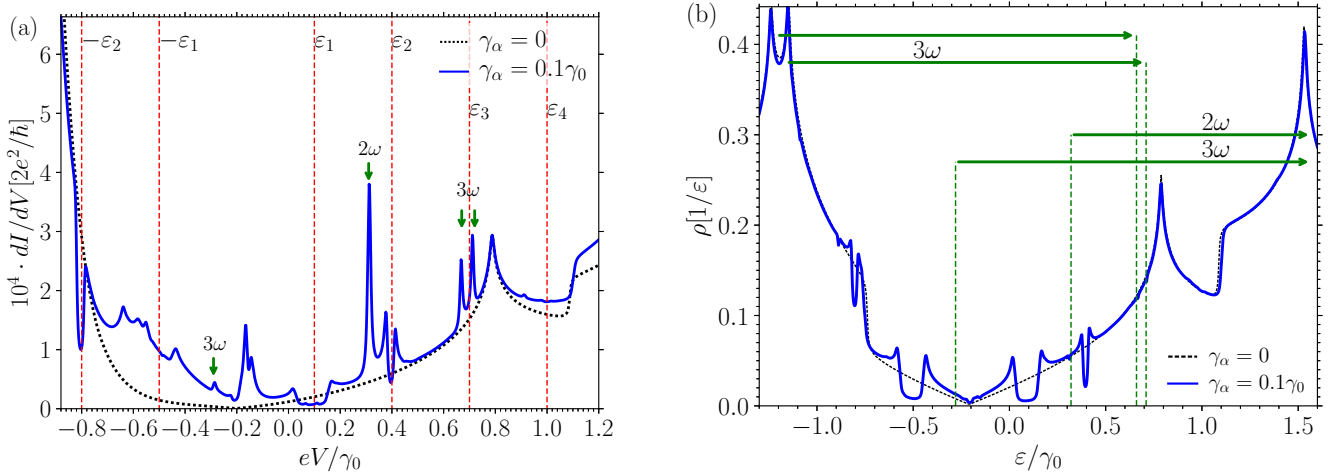 (a)
−ε₂
−ε₁
ε₁
ε₂
ε₃
ε₄
γα = 0
γα = 0.1γ₀
2ω
3ω
3ω
10⁴ · dI/dV [2e²/ℏ]
6
5
4
3
2
1
0
−0.8 −0.6 −0.4 −0.2 0.0 0.2 0.4 0.6 0.8 1.0 1.2
eV/γ₀
(b)
3ω
2ω
3ω
ρ[1/ε]
0.4
0.3
0.2
0.1
0.0
γα = 0
γα = 0.1γ₀
−1.0 −0.5 0.0 0.5 1.0 1.5
ε/γ₀